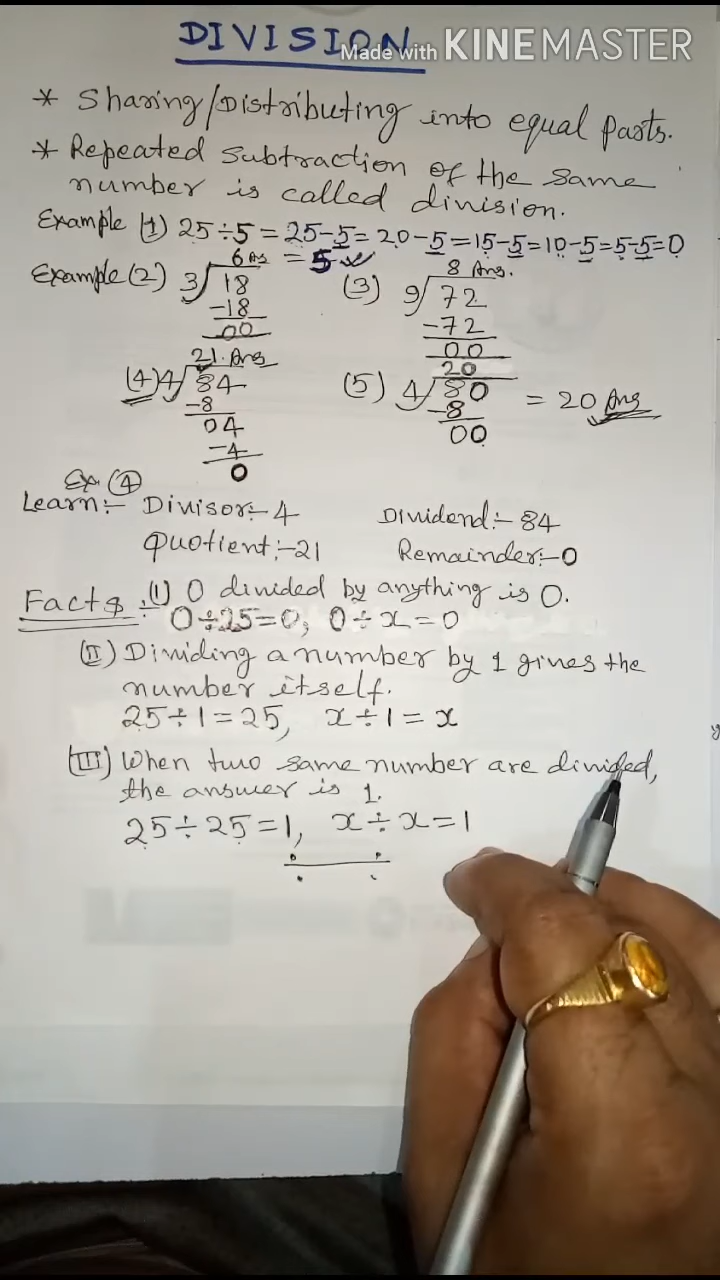 DIVISION
Made with KINEMASTER
* Sharing/Distributing into equal parts.
* Repeated subtraction of the same
number is called division.
Example (1) 25÷5 = 25-5 = 20-5 = 15-5 = 10-5 = 5-5 = 0
= 5
Example (2) 3)18 6 Ans
-18
00
(3) 9)72 8 Ans.
-72
00
(4) 4)84 21. Ans
-8
04
-4
0
(5) 4)80 20 = 20 Ans
-8
00
Ex. (4)
Learn:- Divisor:- 4 Dividend:- 84
Quotient:- 21 Remainder:- 0
Facts:- (I) 0 divided by anything is 0.
0÷25=0, 0÷x=0
(II) Dividing a number by 1 gives the
number itself.
25÷1=25, x÷1=x
(III) When two same number are divided,
the answer is 1.
25÷25=1, x÷x=1